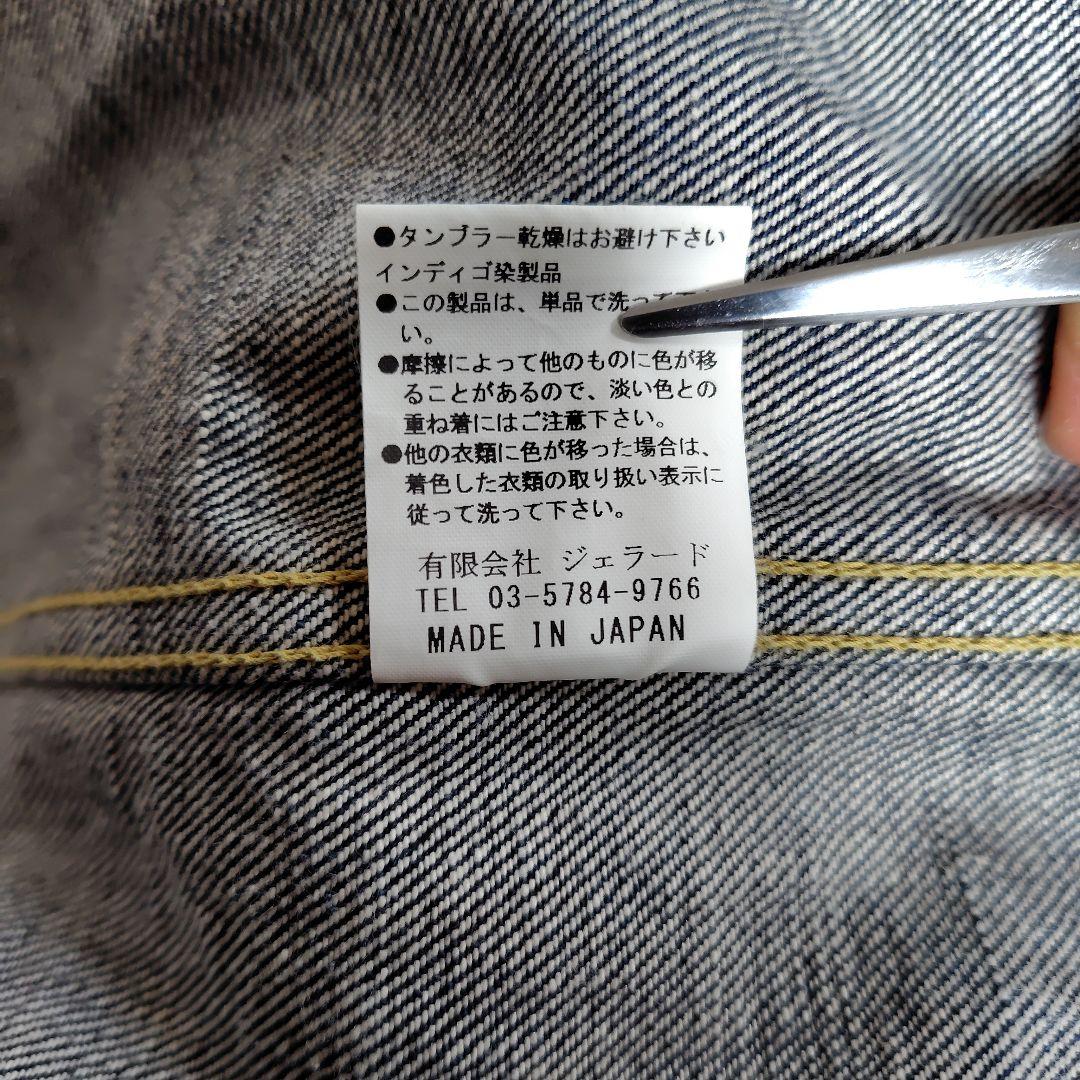 ●タンブラー乾燥はお避け下さい
インディゴ染製品
●この製品は、単品で洗って
い。
●摩擦によって他のものに色が移
ることがあるので、淡い色との
重ね着にはご注意下さい。
●他の衣類に色が移った場合は、
着色した衣類の取り扱い表示に
従って洗って下さい。
有限会社 ジェラード
TEL 03-5784-9766
MADE IN JAPAN